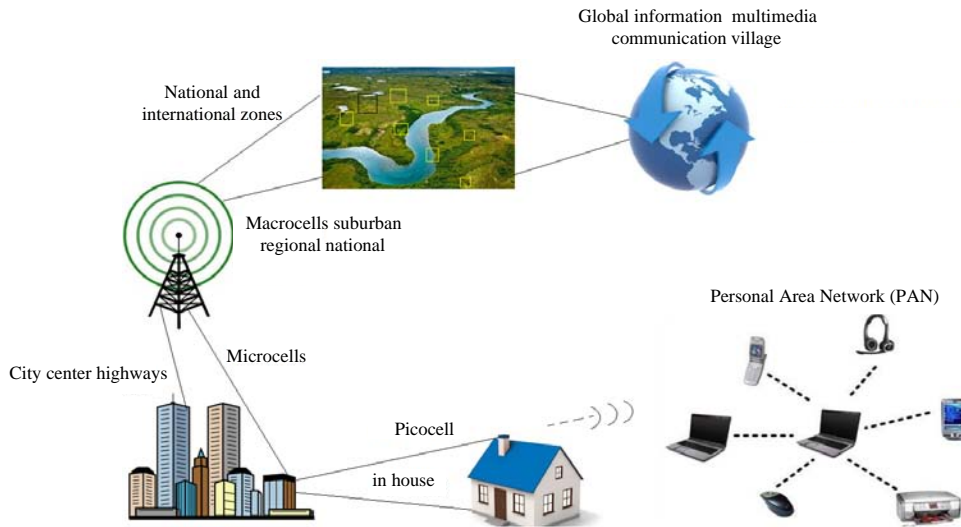 Global information multimedia
communication village
National and
international zones
Macrocells suburban
regional national
Personal Area Network (PAN)
Microcells
City center highways
Picocell
in house